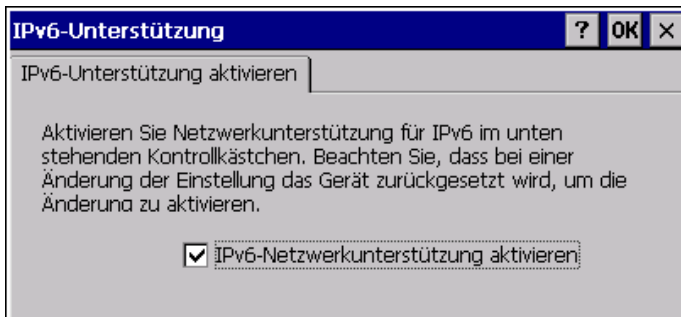 IPv6-Unterstützung ? OK ×
IPv6-Unterstützung aktivieren
Aktivieren Sie Netzwerkunterstützung für IPv6 im unten
stehenden Kontrollkästchen. Beachten Sie, dass bei einer
Änderung der Einstellung das Gerät zurückgesetzt wird, um die
Änderung zu aktivieren.
IPv6-Netzwerkunterstützung aktivieren